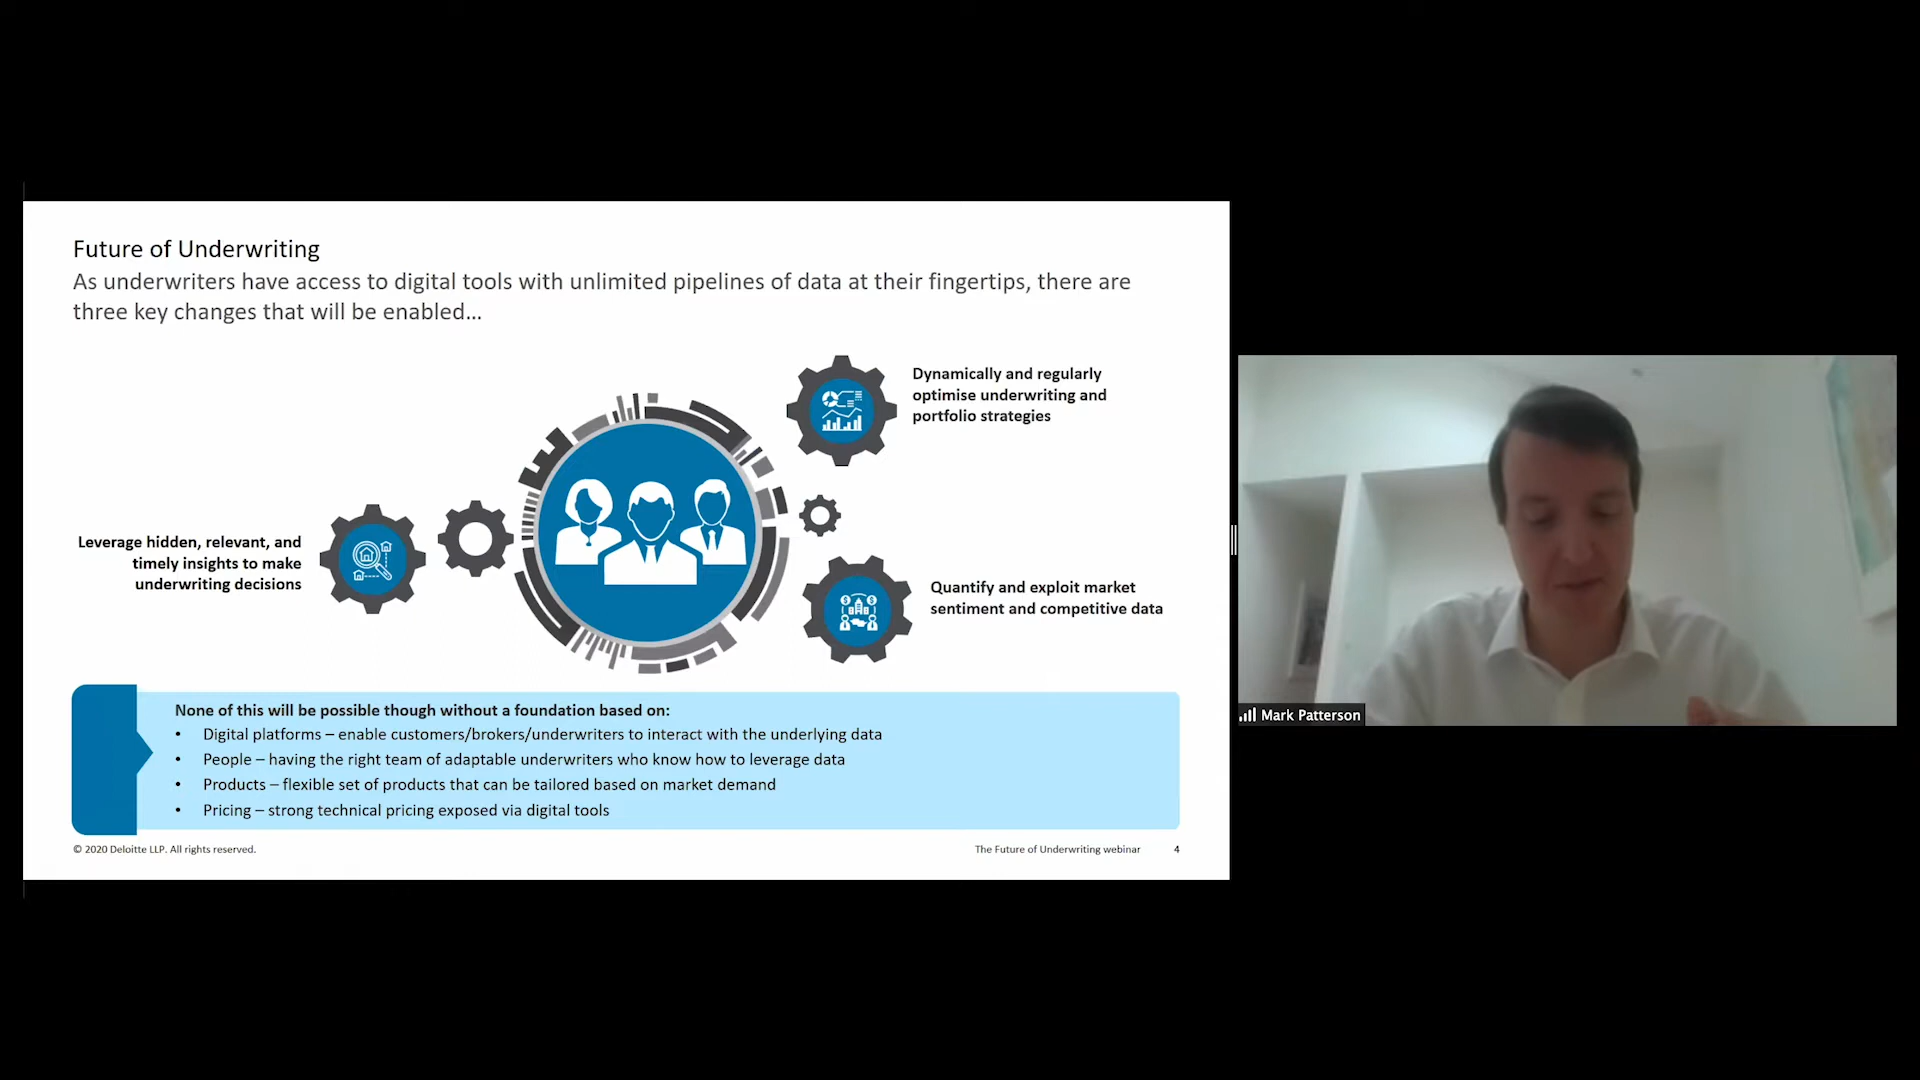 Future of Underwriting
As underwriters have access to digital tools with unlimited pipelines of data at their fingertips, there are
three key changes that will be enabled...
Dynamically and regularly
optimise underwriting and
portfolio strategies
Leverage hidden, relevant, and
timely insights to make
underwriting decisions
Quantify and exploit market
sentiment and competitive data
None of this will be possible though without a foundation based on:
• Digital platforms – enable customers/brokers/underwriters to interact with the underlying data
• People – having the right team of adaptable underwriters who know how to leverage data
• Products – flexible set of products that can be tailored based on market demand
• Pricing – strong technical pricing exposed via digital tools
© 2020 Deloitte LLP. All rights reserved.
The Future of Underwriting webinar
4
Mark Patterson